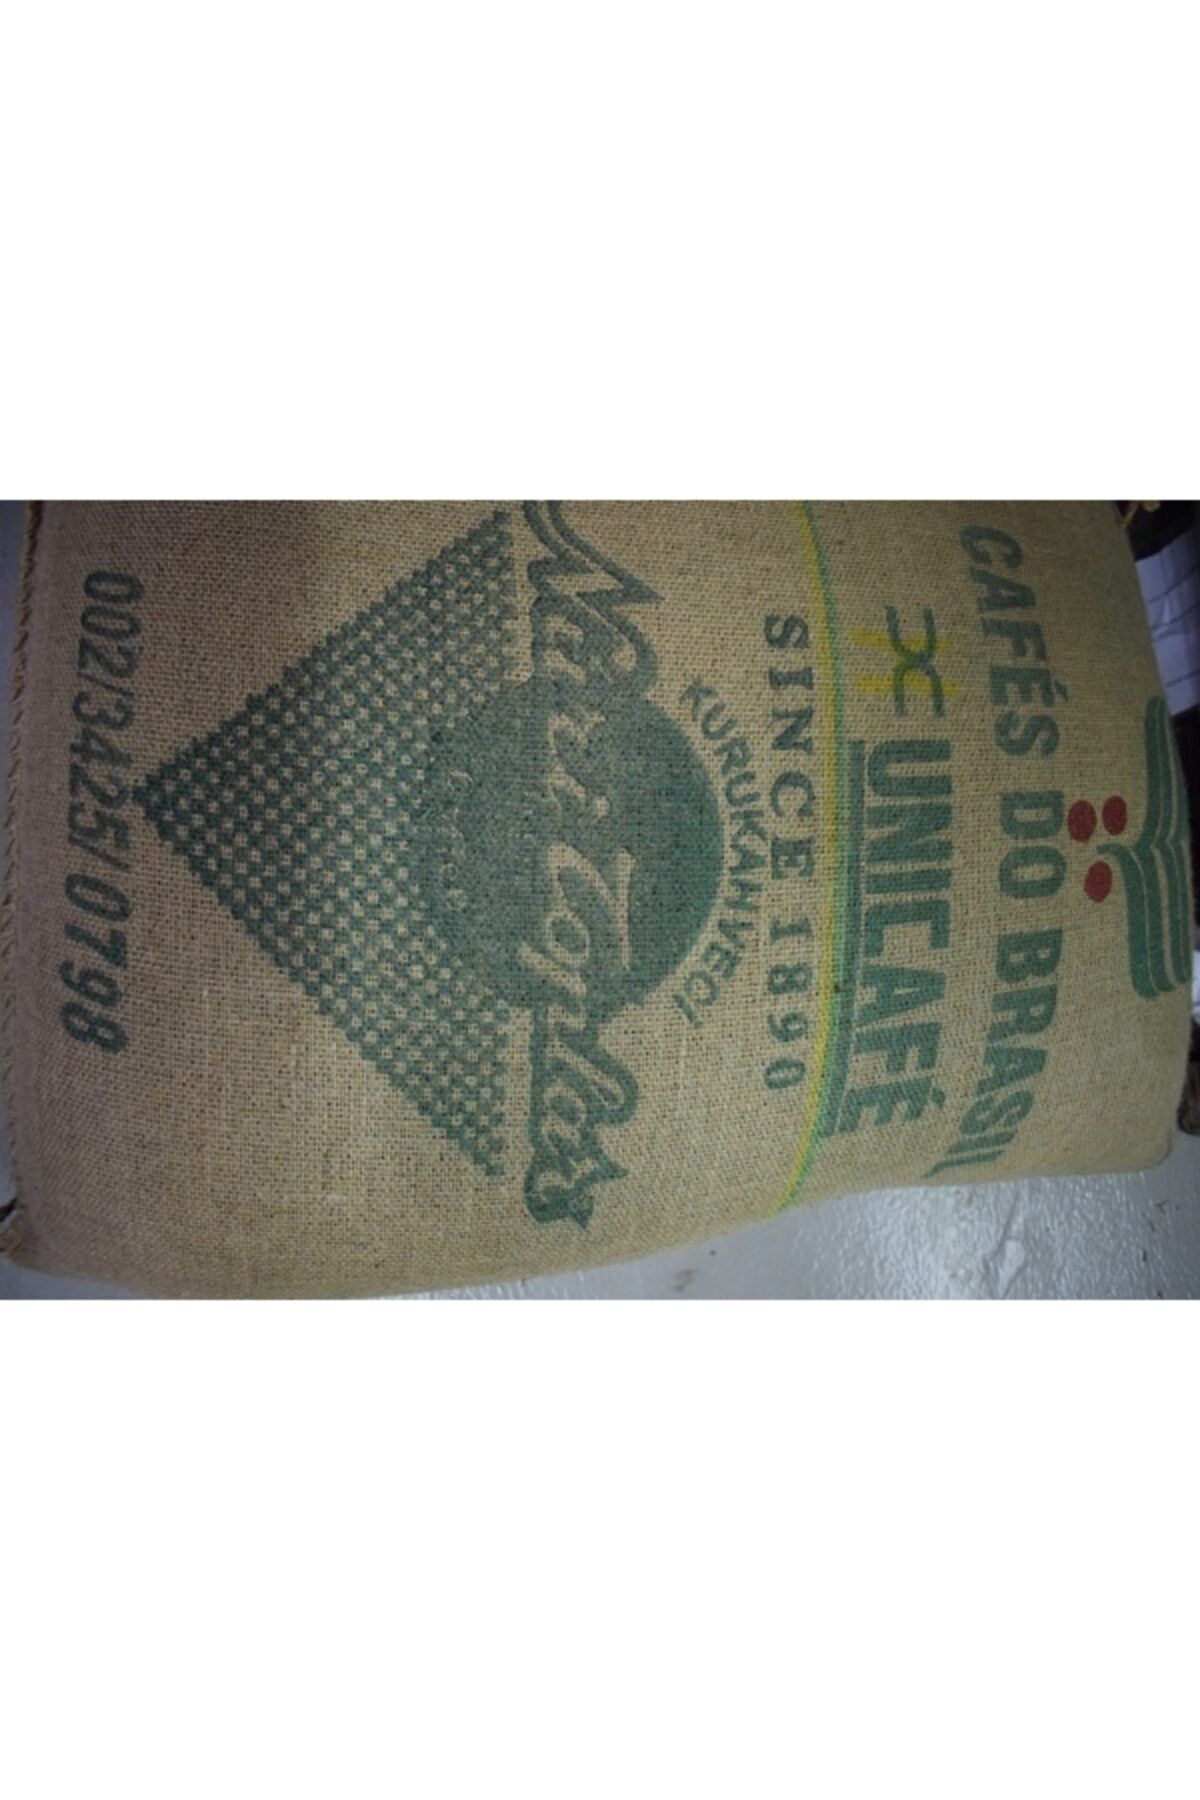 CAFÉS DO BRASIL
UNICAFÉ
SINCE 1890
KURUKAHVECİ
Nuri Toplar
002/3425/0798